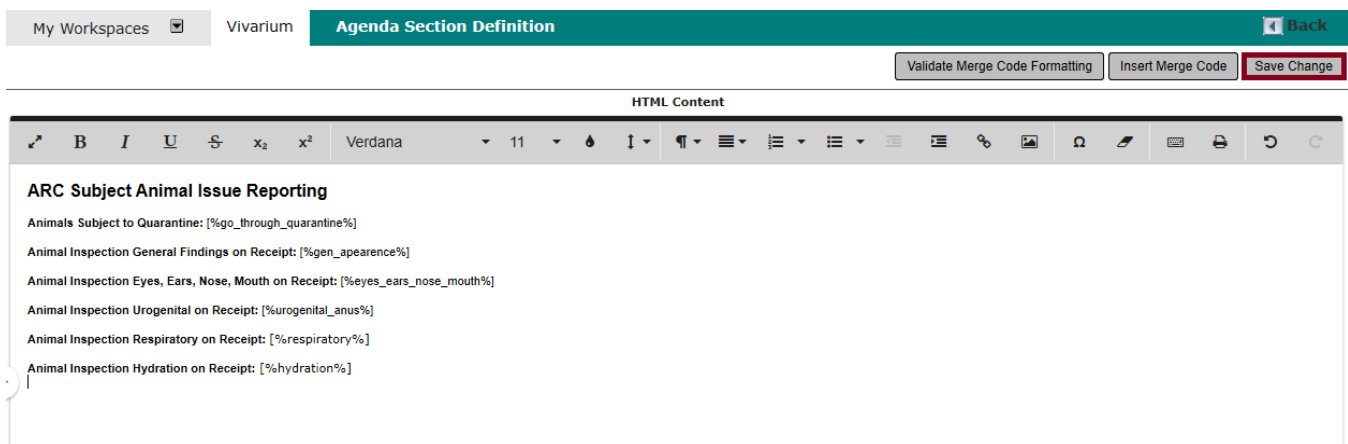 My Workspaces Vivarium Agenda Section Definition Back
Validate Merge Code Formatting Insert Merge Code Save Change
HTML Content
B I U S x₂ x² Verdana 11 ¶ Ω
ARC Subject Animal Issue Reporting
Animals Subject to Quarantine: [%go_through_quarantine%]
Animal Inspection General Findings on Receipt: [%gen_apearence%]
Animal Inspection Eyes, Ears, Nose, Mouth on Receipt: [%eyes_ears_nose_mouth%]
Animal Inspection Urogenital on Receipt: [%urogenital_anus%]
Animal Inspection Respiratory on Receipt: [%respiratory%]
Animal Inspection Hydration on Receipt: [%hydration%]